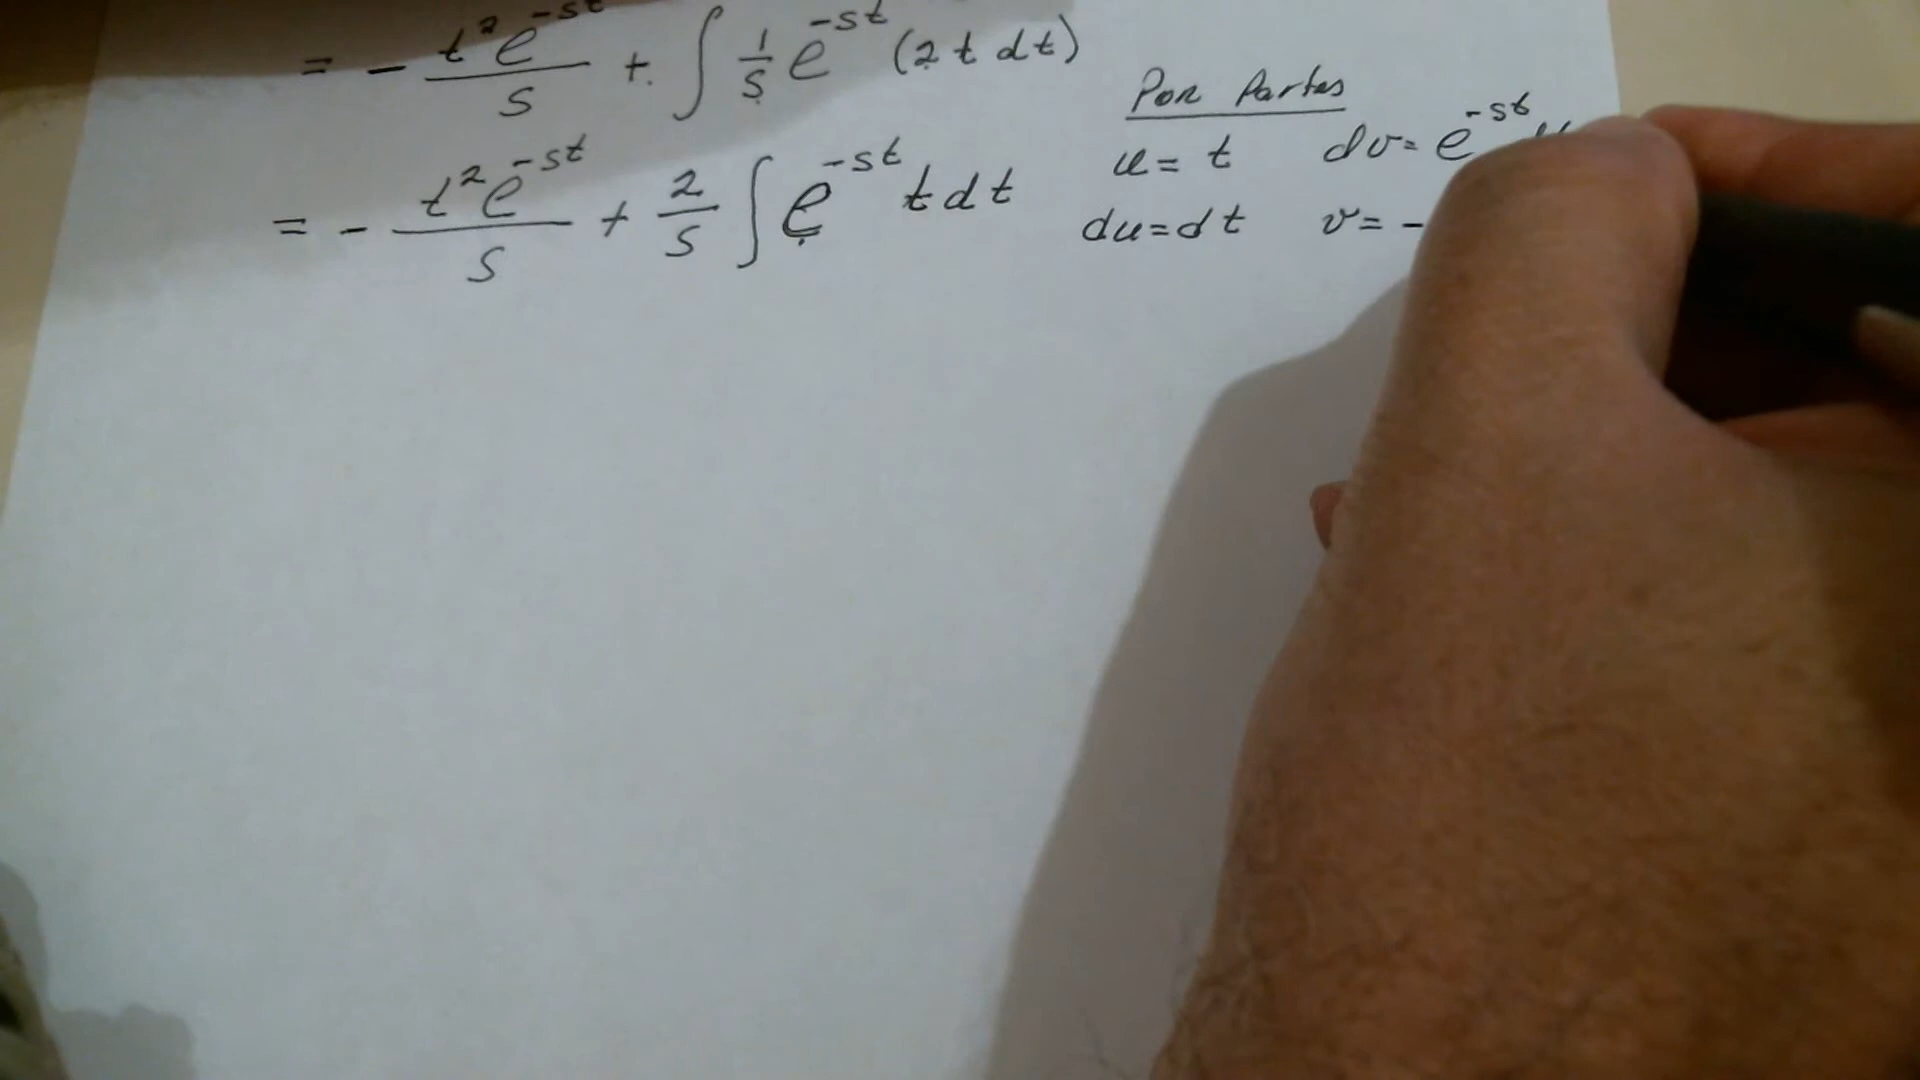 = - t²e^-st / s + ∫ 1/s e^-st (2t dt)
= - t²e^-st / s + 2/s ∫ e^-st t dt
Por Partes
u = t dv = e^-st
du = dt v = -